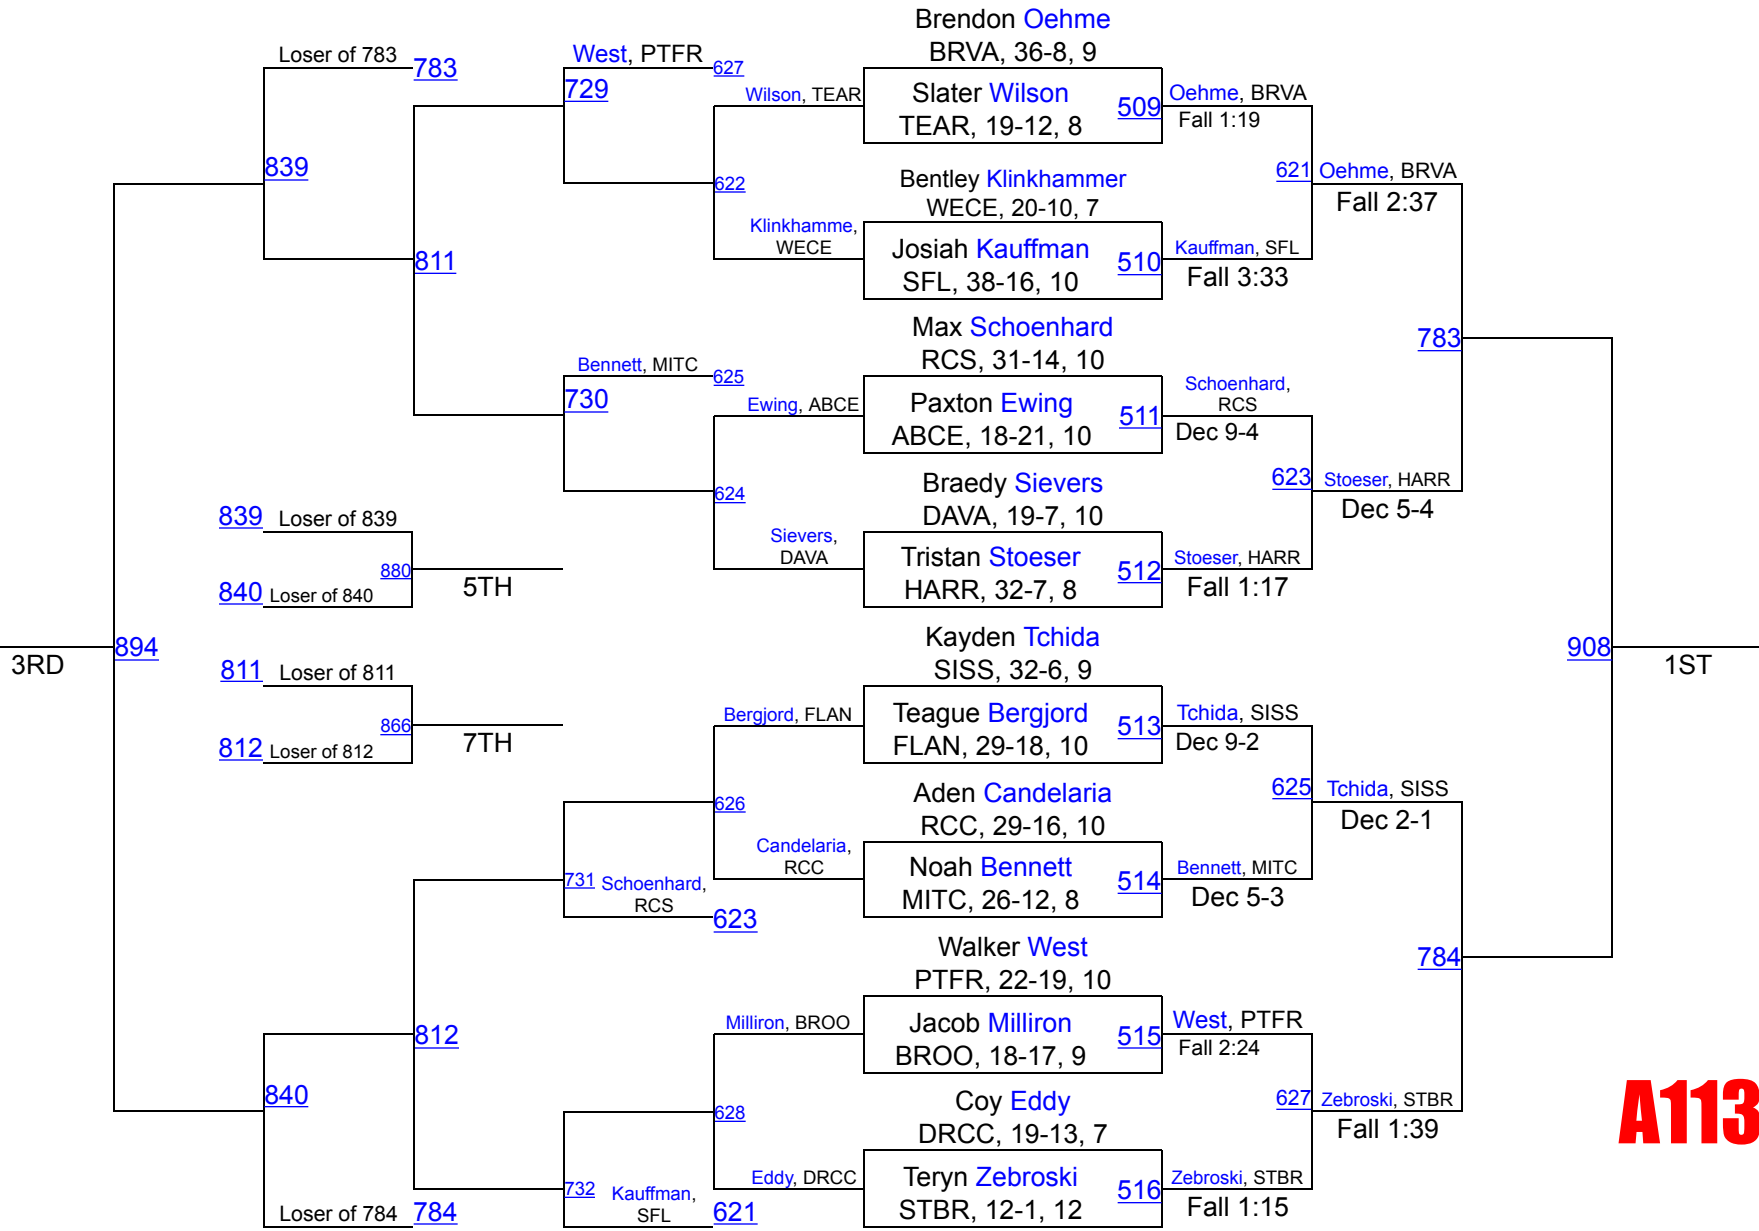 Brendon Oehme
BRVA, 36-8, 9
Loser of 783
783
West, PTFR
627
729
Wilson, TEAR
Slater Wilson
TEAR, 19-12, 8
509
Oehme, BRVA
Fall 1:19
839
622
Bentley Klinkhammer
WECE, 20-10, 7
621
Oehme, BRVA
Fall 2:37
Klinkhamme,
WECE
811
Josiah Kauffman
SFL, 38-16, 10
510
Kauffman, SFL
Fall 3:33
Max Schoenhard
RCS, 31-14, 10
783
Bennett, MITC
625
730
Ewing, ABCE
Paxton Ewing
ABCE, 18-21, 10
511
Schoenhard,
RCS
Dec 9-4
624
Braedy Sievers
DAVA, 19-7, 10
623
Stoeser, HARR
Dec 5-4
839
Loser of 839
880
5TH
840
Loser of 840
Sievers,
DAVA
Tristan Stoeser
HARR, 32-7, 8
512
Stoeser, HARR
Fall 1:17
Kayden Tchida
SISS, 32-6, 9
3RD
894
908
1ST
811
Loser of 811
866
7TH
812
Loser of 812
Bergjord, FLAN
Teague Bergjord
FLAN, 29-18, 10
513
Tchida, SISS
Dec 9-2
626
Aden Candelaria
RCC, 29-16, 10
625
Tchida, SISS
Dec 2-1
Candelaria,
RCC
Noah Bennett
MITC, 26-12, 8
514
Bennett, MITC
Dec 5-3
731
Schoenhard,
RCS
623
Walker West
PTFR, 22-19, 10
784
812
Milliron, BROO
Jacob Milliron
BROO, 18-17, 9
515
West, PTFR
Fall 2:24
840
628
Coy Eddy
DRCC, 19-13, 7
627
Zebroski, STBR
Fall 1:39
A113
Eddy, DRCC
Teryn Zebroski
STBR, 12-1, 12
516
Zebroski, STBR
Fall 1:15
732
Kauffman,
SFL
621
Loser of 784
784